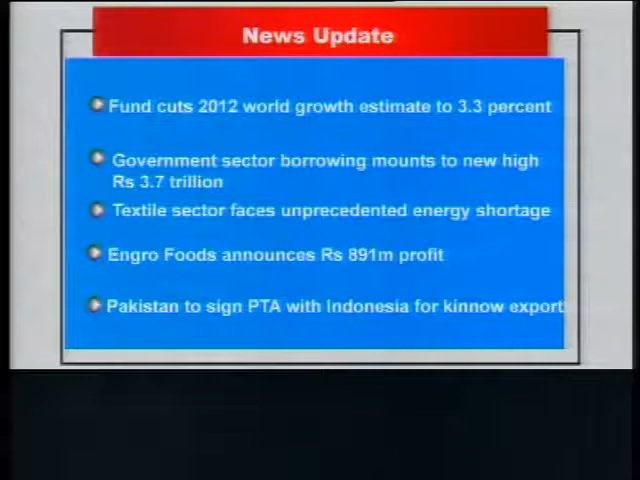 News Update
Fund cuts 2012 world growth estimate to 3.3 percent
Government sector borrowing mounts to new high
Rs 3.7 trillion
Textile sector faces unprecedented energy shortage
Engro Foods announces Rs 891m profit
Pakistan to sign PTA with Indonesia for kinnow export